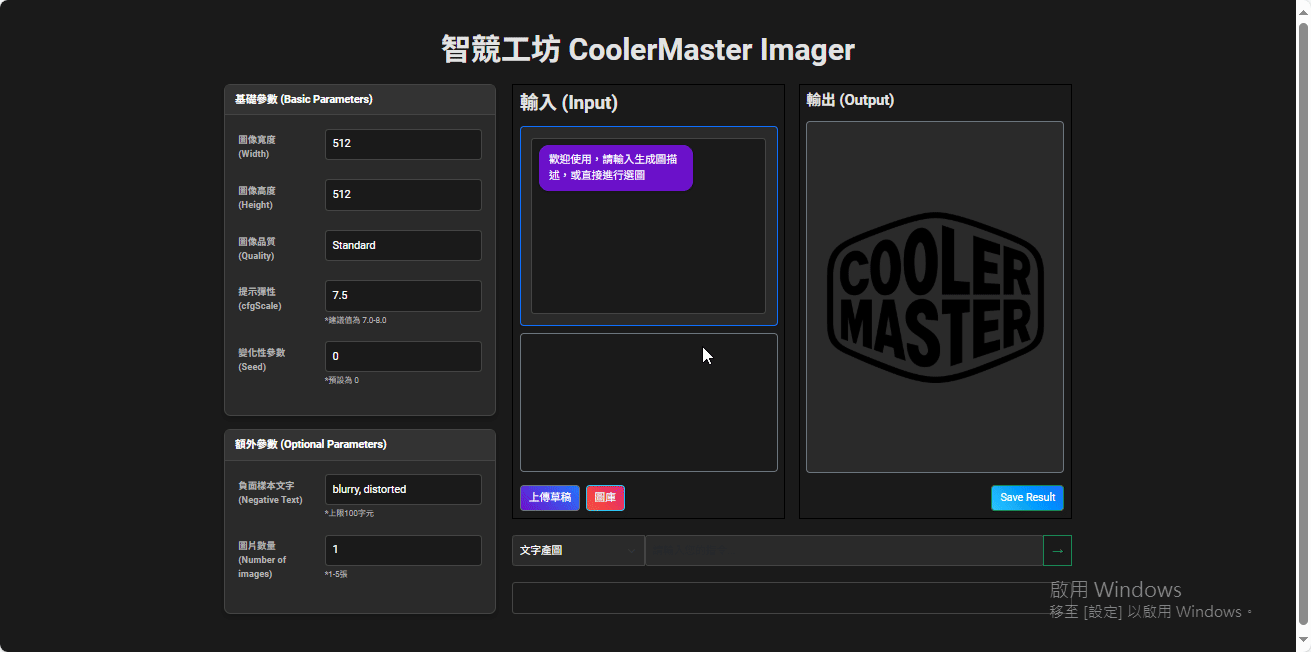 智競工坊 CoolerMaster Imager
基礎參數 (Basic Parameters)
圖像寬度
(Width)
512
圖像高度
(Height)
512
圖像品質
(Quality)
Standard
提示彈性
(cfgScale)
7.5
*建議值為 7.0-8.0
變化性參數
(Seed)
0
*預設為 0
額外參數 (Optional Parameters)
負面樣本文字
(Negative Text)
blurry, distorted
*上限100字元
圖片數量
(Number of
images)
1
*1-5張
輸入 (Input)
歡迎使用，請輸入生成圖描
述，或直接進行選圖
上傳草稿
圖庫
輸出 (Output)
COOLER
MASTER
Save Result
文字產圖
→
啟用 Windows
移至 [設定] 以啟用 Windows。